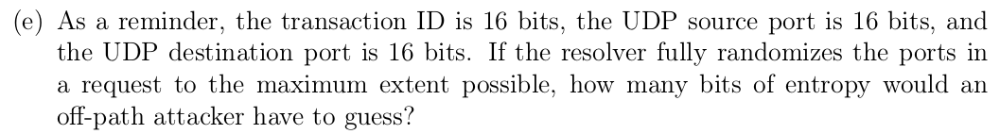 (e) As a reminder, the transaction ID is 16 bits, the UDP source port is 16 bits, and
the UDP destination port is 16 bits. If the resolver fully randomizes the ports in
a request to the maximum extent possible, how many bits of entropy would an
off-path attacker have to guess?